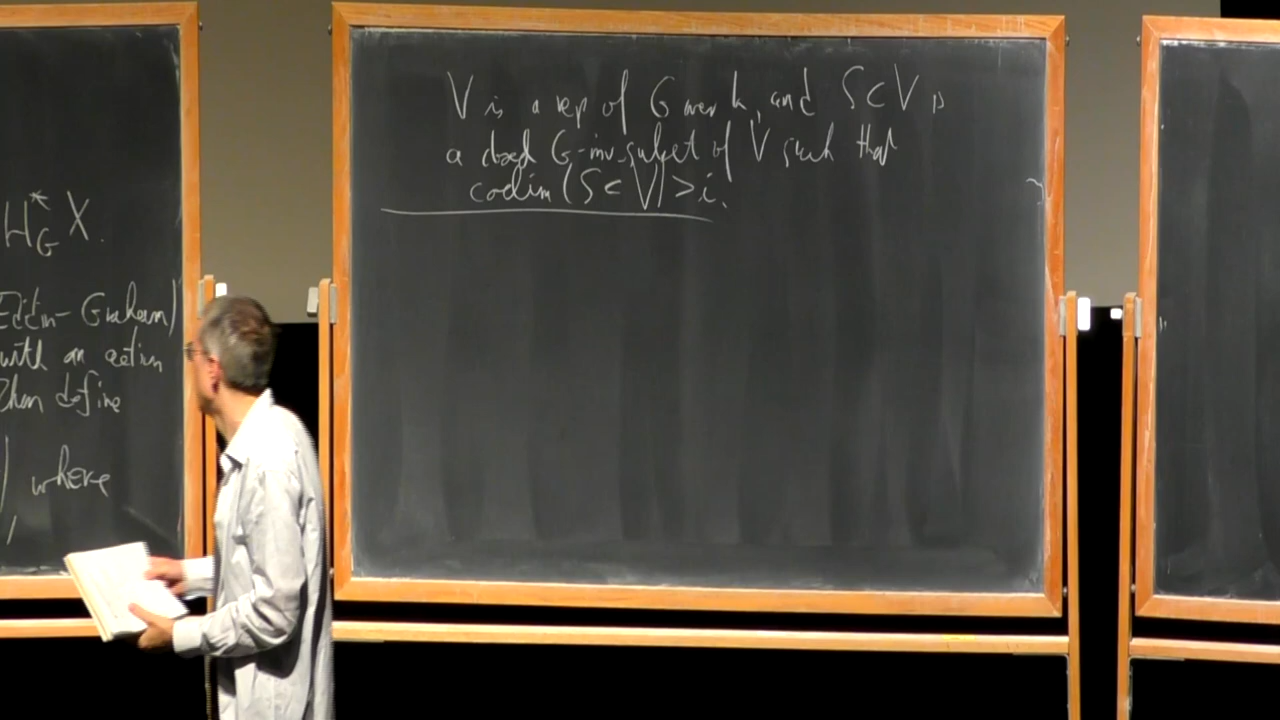 H*_G X.
Edidin-Graham)
with an action
Then define
) where
V is a rep of G over k, and S⊂V is
a closed G-inv. subset of V such that
codim(S⊂V)>i.